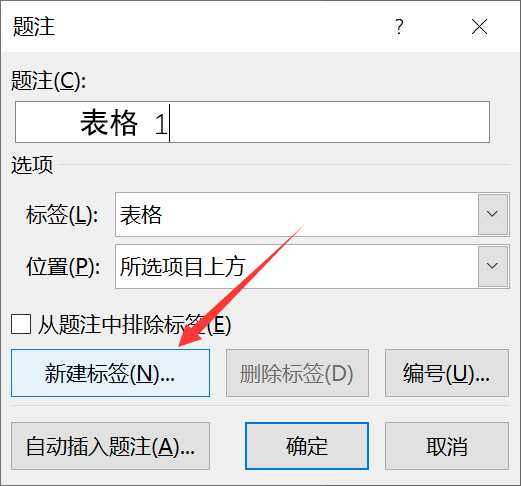 题注 ?
题注(C):
表格 1
选项
标签(L): 表格
位置(P): 所选项目上方
从题注中排除标签(E)
新建标签(N)... 删除标签(D) 编号(U)...
自动插入题注(A)... 确定 取消